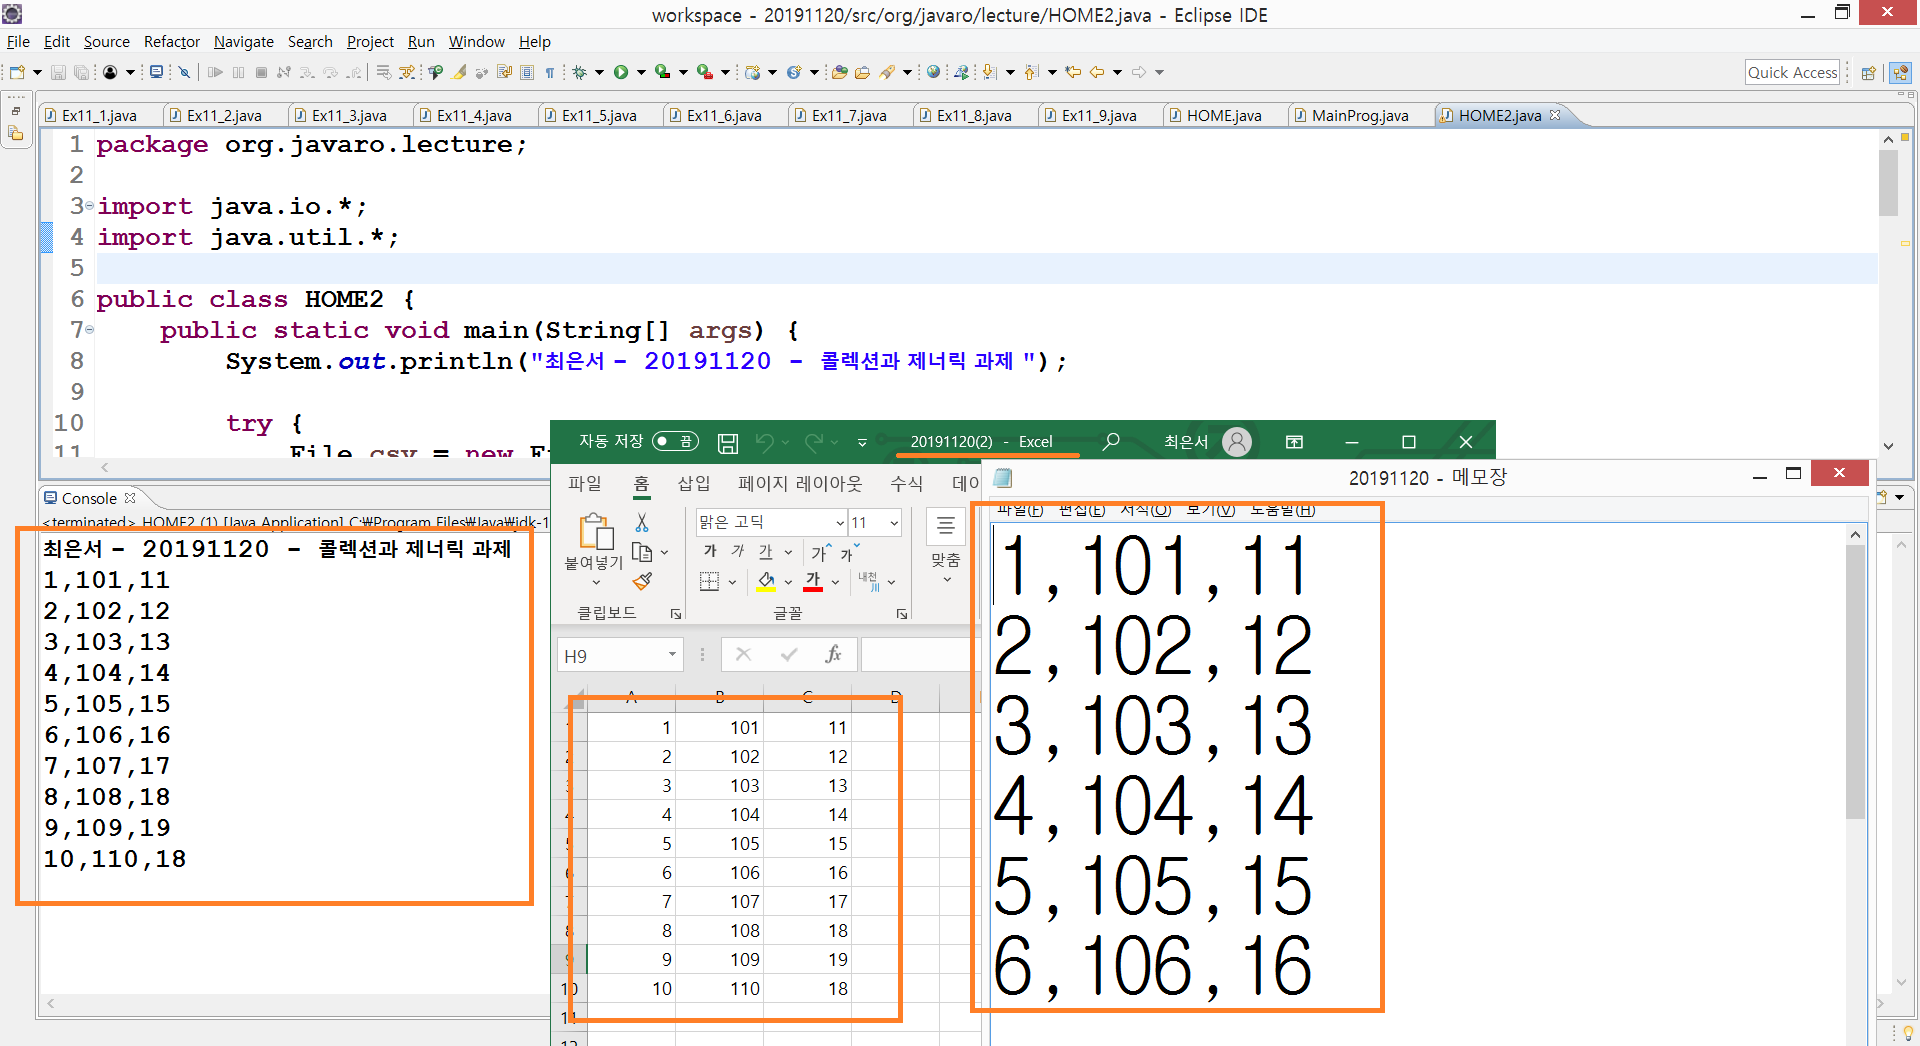 workspace - 20191120/src/org/javaro/lecture/HOME2.java - Eclipse IDE
File Edit Source Refactor Navigate Search Project Run Window Help
Quick Access
Ex11_1.java Ex11_2.java Ex11_3.java Ex11_4.java Ex11_5.java Ex11_6.java Ex11_7.java Ex11_8.java Ex11_9.java HOME.java MainProg.java HOME2.java
1 package org.javaro.lecture;
2
3 import java.io.*;
4 import java.util.*;
5
6 public class HOME2 {
7 public static void main(String[] args) {
8 System.out.println("최은서 - 20191120 - 콜렉션과 제너릭 과제 ");
9
10 try {
11 File csv = new
Console
<terminated> HOME2 (1) [Java Application] C:₩Program Files₩Java₩jdk-1
최은서 - 20191120 - 콜렉션과 제너릭 과제
1,101,11
2,102,12
3,103,13
4,104,14
5,105,15
6,106,16
7,107,17
8,108,18
9,109,19
10,110,18
자동 저장 끔 20191120(2) - Excel 최은서
파일 홈 삽입 페이지 레이아웃 수식 데이
붙여넣기
클립보드
맑은 고딕 11
가 가 가 가 가
가 내천
글꼴
맞춤
H9 fx
A B C D
1 1 101 11
2 2 102 12
3 3 103 13
4 4 104 14
5 5 105 15
6 6 106 16
7 7 107 17
8 8 108 18
9 9 109 19
10 10 110 18
11
12
20191120 - 메모장
파일(F) 편집(E) 서식(O) 보기(V) 도움말(H)
1,101,11
2,102,12
3,103,13
4,104,14
5,105,15
6,106,16